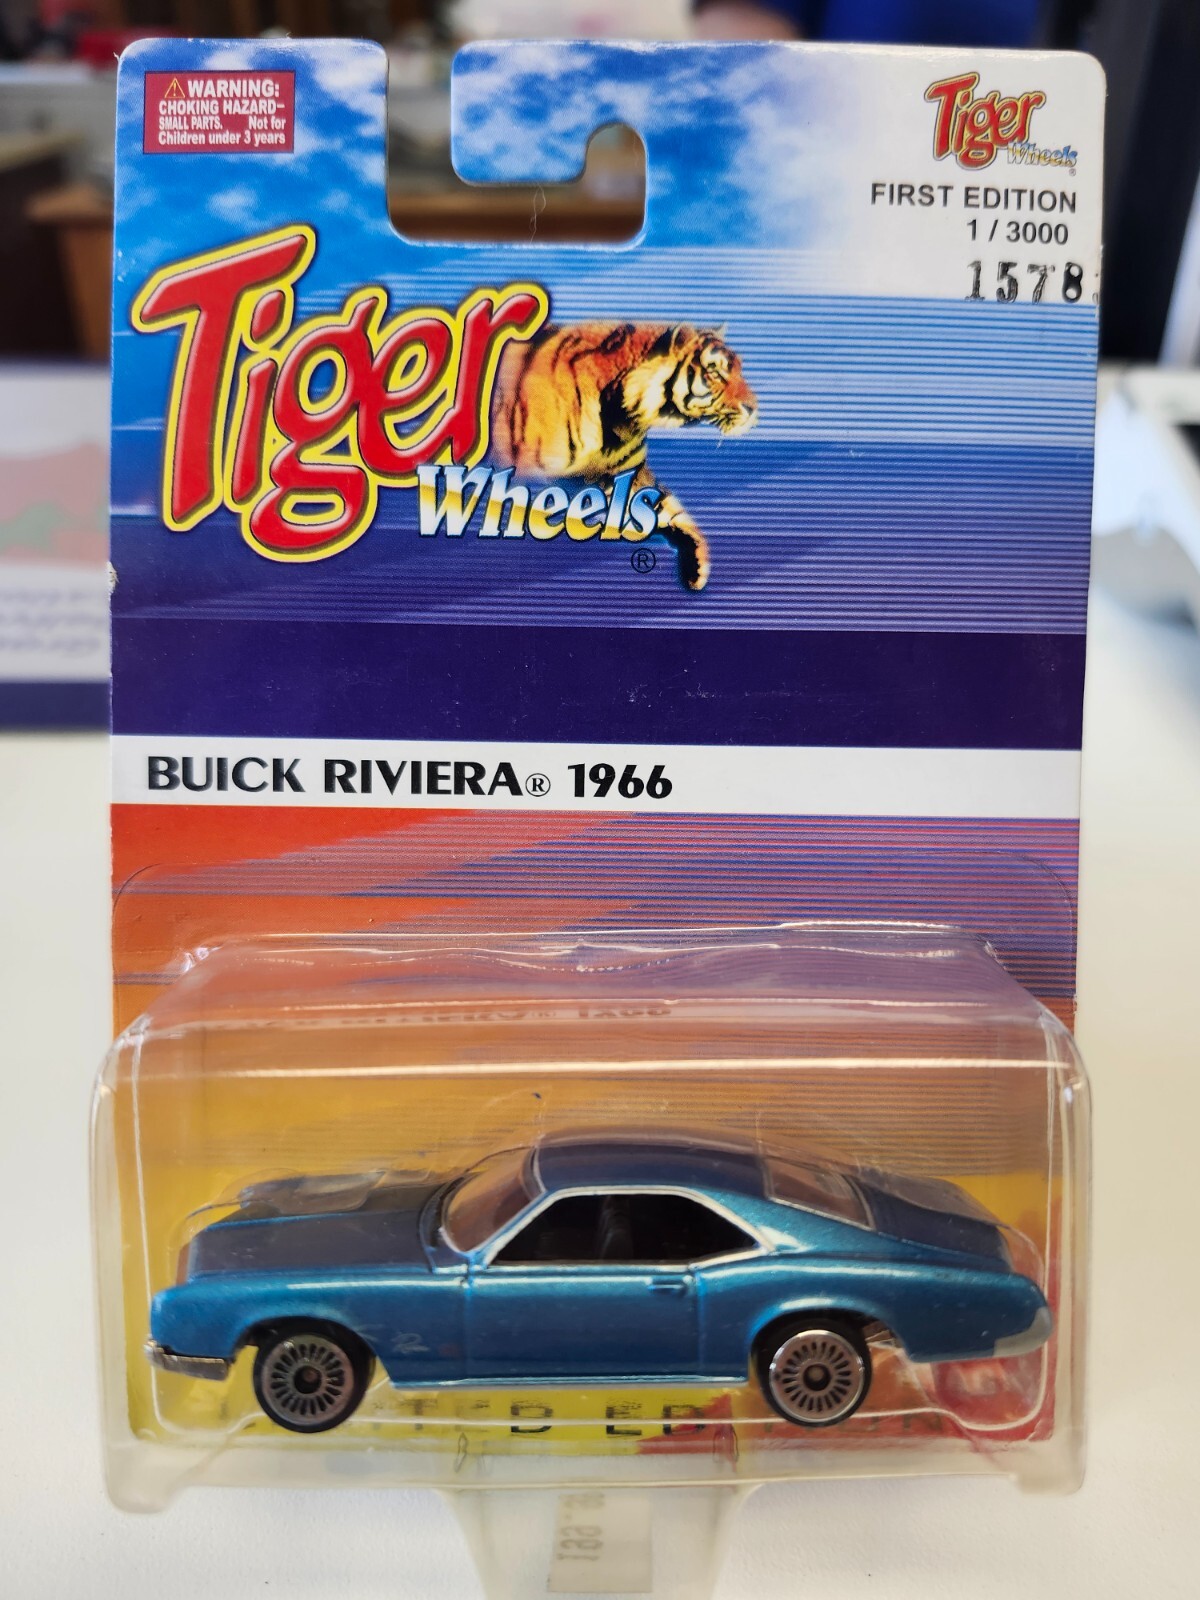 WARNING:
CHOKING HAZARD–
SMALL PARTS. Not for
Children under 3 years
Tiger
Wheels
®
FIRST EDITION
1 / 3000
1578
Tiger
Wheels
®
BUICK RIVIERA® 1966